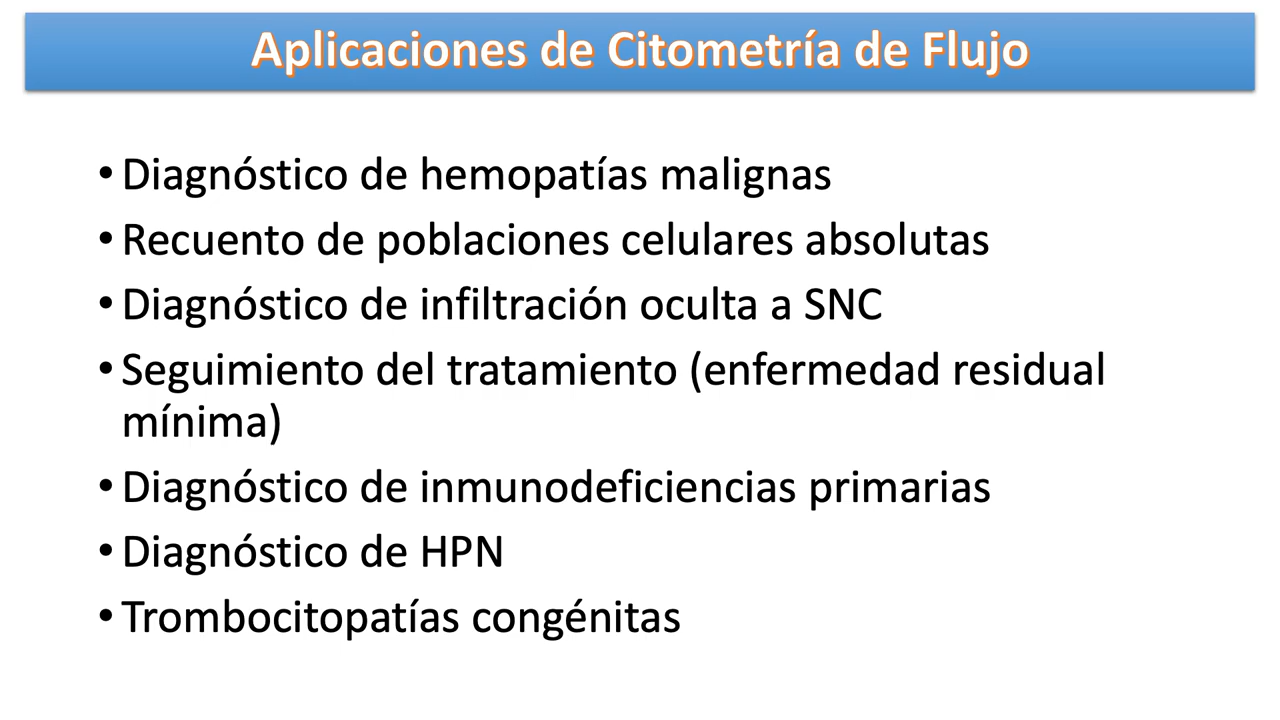 Aplicaciones de Citometría de Flujo
• Diagnóstico de hemopatías malignas
• Recuento de poblaciones celulares absolutas
• Diagnóstico de infiltración oculta a SNC
• Seguimiento del tratamiento (enfermedad residual
mínima)
• Diagnóstico de inmunodeficiencias primarias
• Diagnóstico de HPN
• Trombocitopatías congénitas